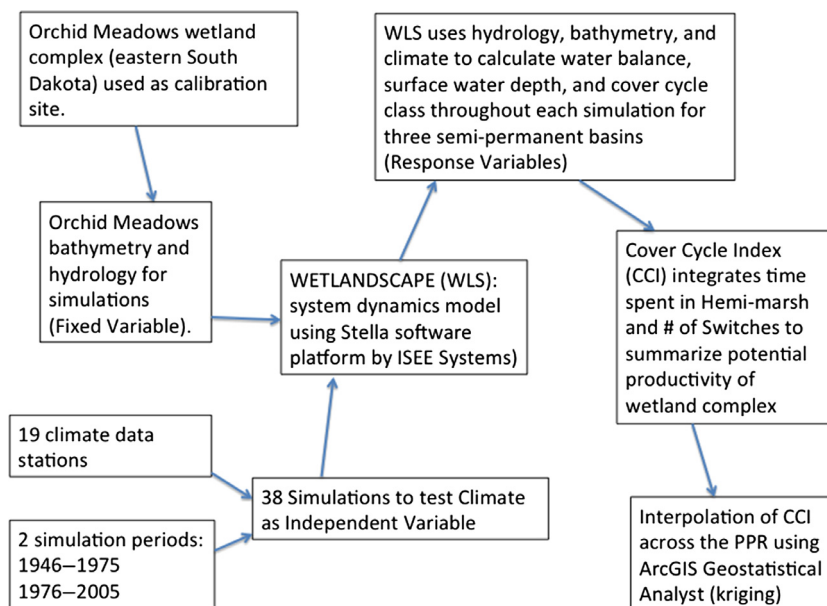 Orchid Meadows wetland
complex (eastern South
Dakota) used as calibration
site.
WLS uses hydrology, bathymetry, and
climate to calculate water balance,
surface water depth, and cover cycle
class throughout each simulation for
three semi-permanent basins
(Response Variables)
Orchid Meadows
bathymetry and
hydrology for
simulations
(Fixed Variable).
WETLANDSCAPE (WLS):
system dynamics model
using Stella software
platform by ISEE Systems)
Cover Cycle Index
(CCI) integrates time
spent in Hemi-marsh
and # of Switches to
summarize potential
productivity of
wetland complex
19 climate data
stations
38 Simulations to test Climate
as Independent Variable
2 simulation periods:
1946—1975
1976—2005
Interpolation of CCI
across the PPR using
ArcGIS Geostatistical
Analyst (kriging)